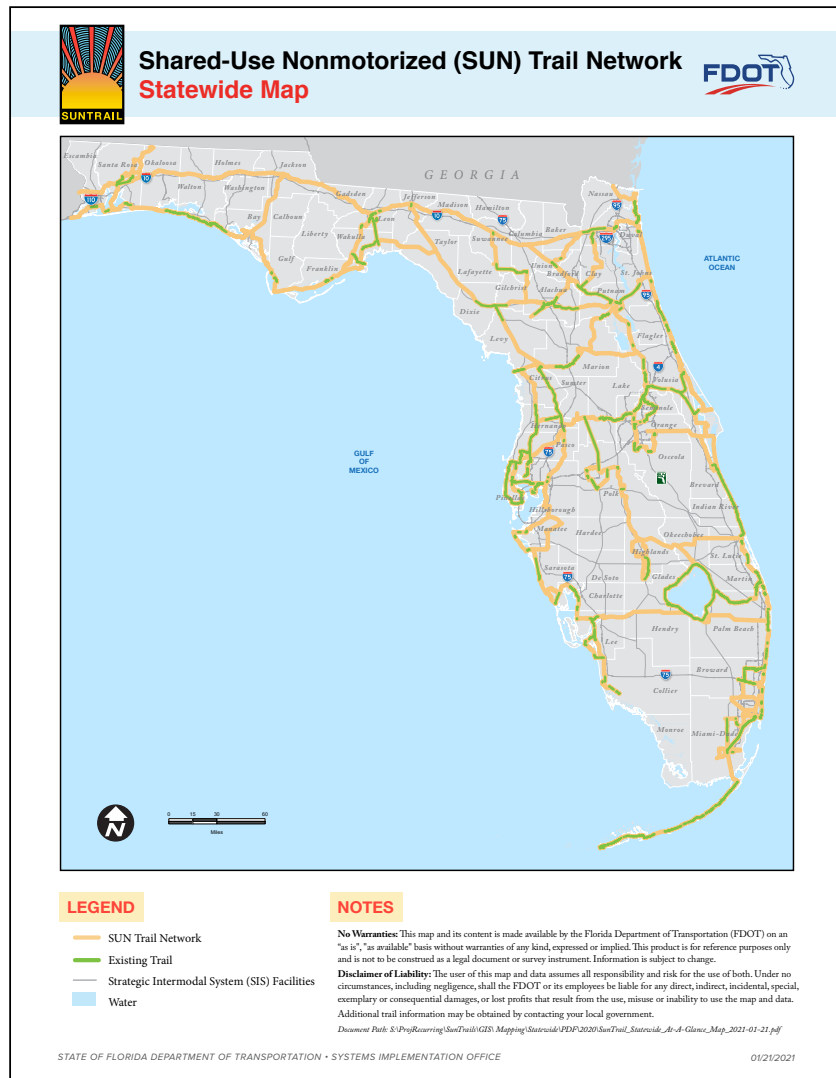 Shared-Use Nonmotorized (SUN) Trail Network
Statewide Map
SUNTRAIL
FDOT
GEORGIA
Escambia
Santa Rosa
Okaloosa
Holmes
Jackson
Walton
Washington
Gadsden
Jefferson
Madison
Hamilton
Nassau
10
110
10
75
95
295
Bay
Calhoun
Leon
Liberty
Wakulla
Taylor
Suwannee
Columbia
Baker
Duval
Gulf
Franklin
Lafayette
Union
Bradford
Clay
St. Johns
Gilchrist
Alachua
Putnam
75
Dixie
Levy
Flagler
Marion
4
Volusia
Citrus
Sumter
Lake
Seminole
Hernando
Orange
Pasco
75
Osceola
Polk
Brevard
Pinellas
Hillsborough
Indian River
Manatee
Hardee
Okeechobee
Highlands
St. Lucie
Sarasota
75
De Soto
Glades
Martin
Charlotte
Lee
Hendry
Palm Beach
75
Broward
Collier
Monroe
Miami-Dade
ATLANTIC
OCEAN
GULF
OF
MEXICO
N
0 15 30 60
Miles
LEGEND
SUN Trail Network
Existing Trail
Strategic Intermodal System (SIS) Facilities
Water
NOTES
No Warranties: This map and its content is made available by the Florida Department of Transportation (FDOT) on an
"as is", "as available" basis without warranties of any kind, expressed or implied. This product is for reference purposes only
and is not to be construed as a legal document or survey instrument. Information is subject to change.
Disclaimer of Liability: The user of this map and data assumes all responsibility and risk for the use of both. Under no
circumstances, including negligence, shall the FDOT or its employees be liable for any direct, indirect, incidental, special,
exemplary or consequential damages, or lost profits that result from the use, misuse or inability to use the map and data.
Additional trail information may be obtained by contacting your local government.
Document Path: S:\ProjRecurring\SunTrails\GIS\ Mapping\Statewide\PDF\2020\SunTrail_Statewide_At-A-Glance_Map_2021-01-21.pdf
STATE OF FLORIDA DEPARTMENT OF TRANSPORTATION • SYSTEMS IMPLEMENTATION OFFICE
01/21/2021